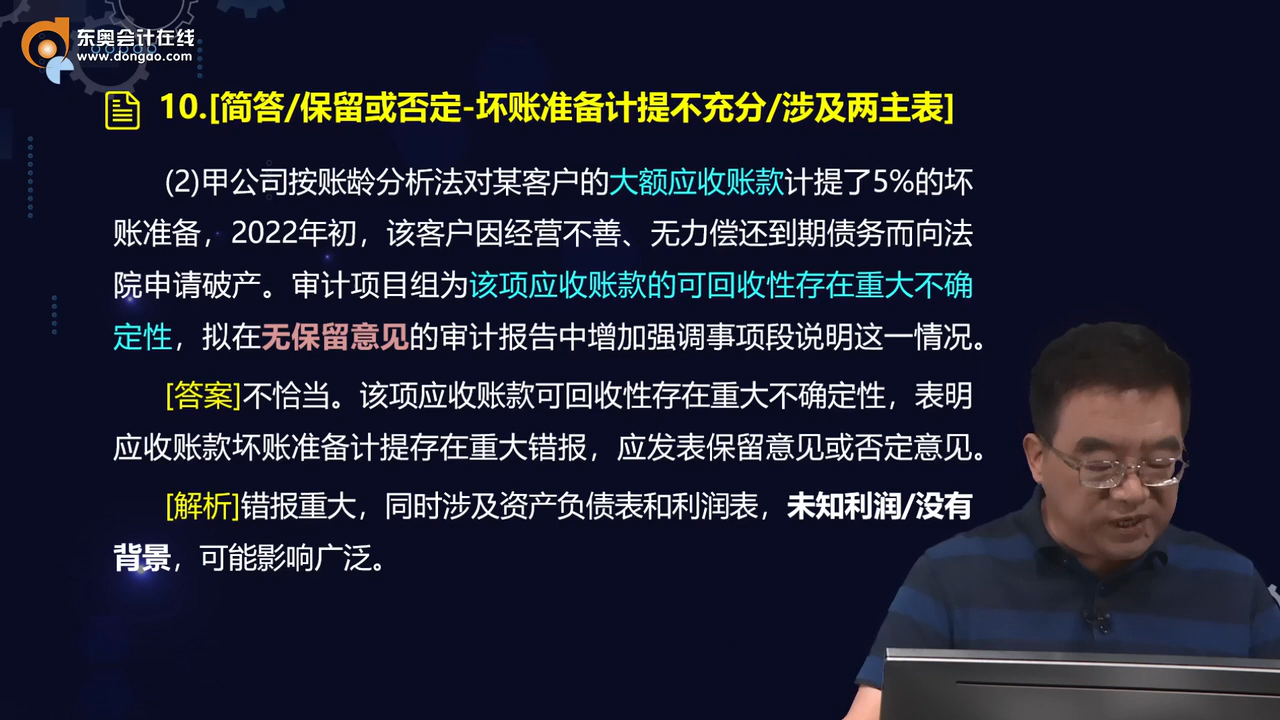 东奥会计在线
www.dongao.com
10.[简答/保留或否定-坏账准备计提不充分/涉及两主表]
(2)甲公司按账龄分析法对某客户的大额应收账款计提了5%的坏
账准备，2022年初，该客户因经营不善、无力偿还到期债务而向法
院申请破产。审计项目组为该项应收账款的可回收性存在重大不确
定性，拟在无保留意见的审计报告中增加强调事项段说明这一情况。
[答案]不恰当。该项应收账款可回收性存在重大不确定性，表明
应收账款坏账准备计提存在重大错报，应发表保留意见或否定意见。
[解析]错报重大，同时涉及资产负债表和利润表，未知利润/没有
背景，可能影响广泛。